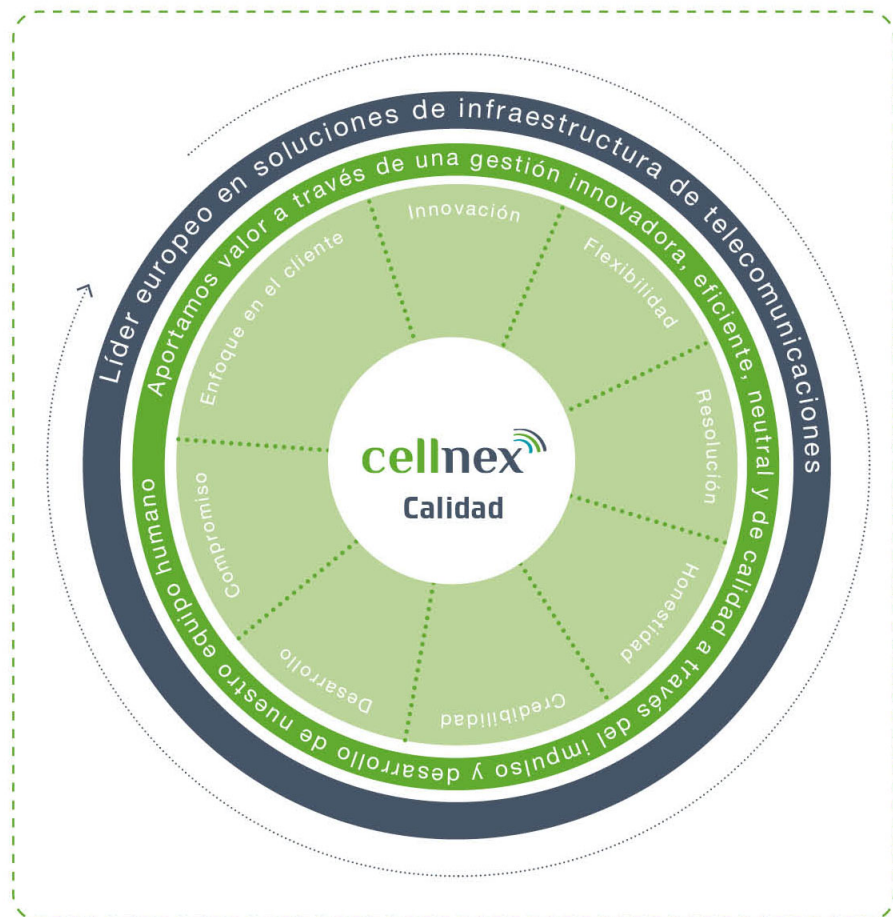 Líder europeo en soluciones de infraestructura de telecomunicaciones
Aportamos valor a través de una gestión innovadora, eficiente, neutral y de calidad a través del impulso y desarrollo de nuestro equipo humano
Innovación
Flexibilidad
Resolución
Honestidad
Credibilidad
Desarrollo
Compromiso
Enfoque en el cliente
cellnex
Calidad